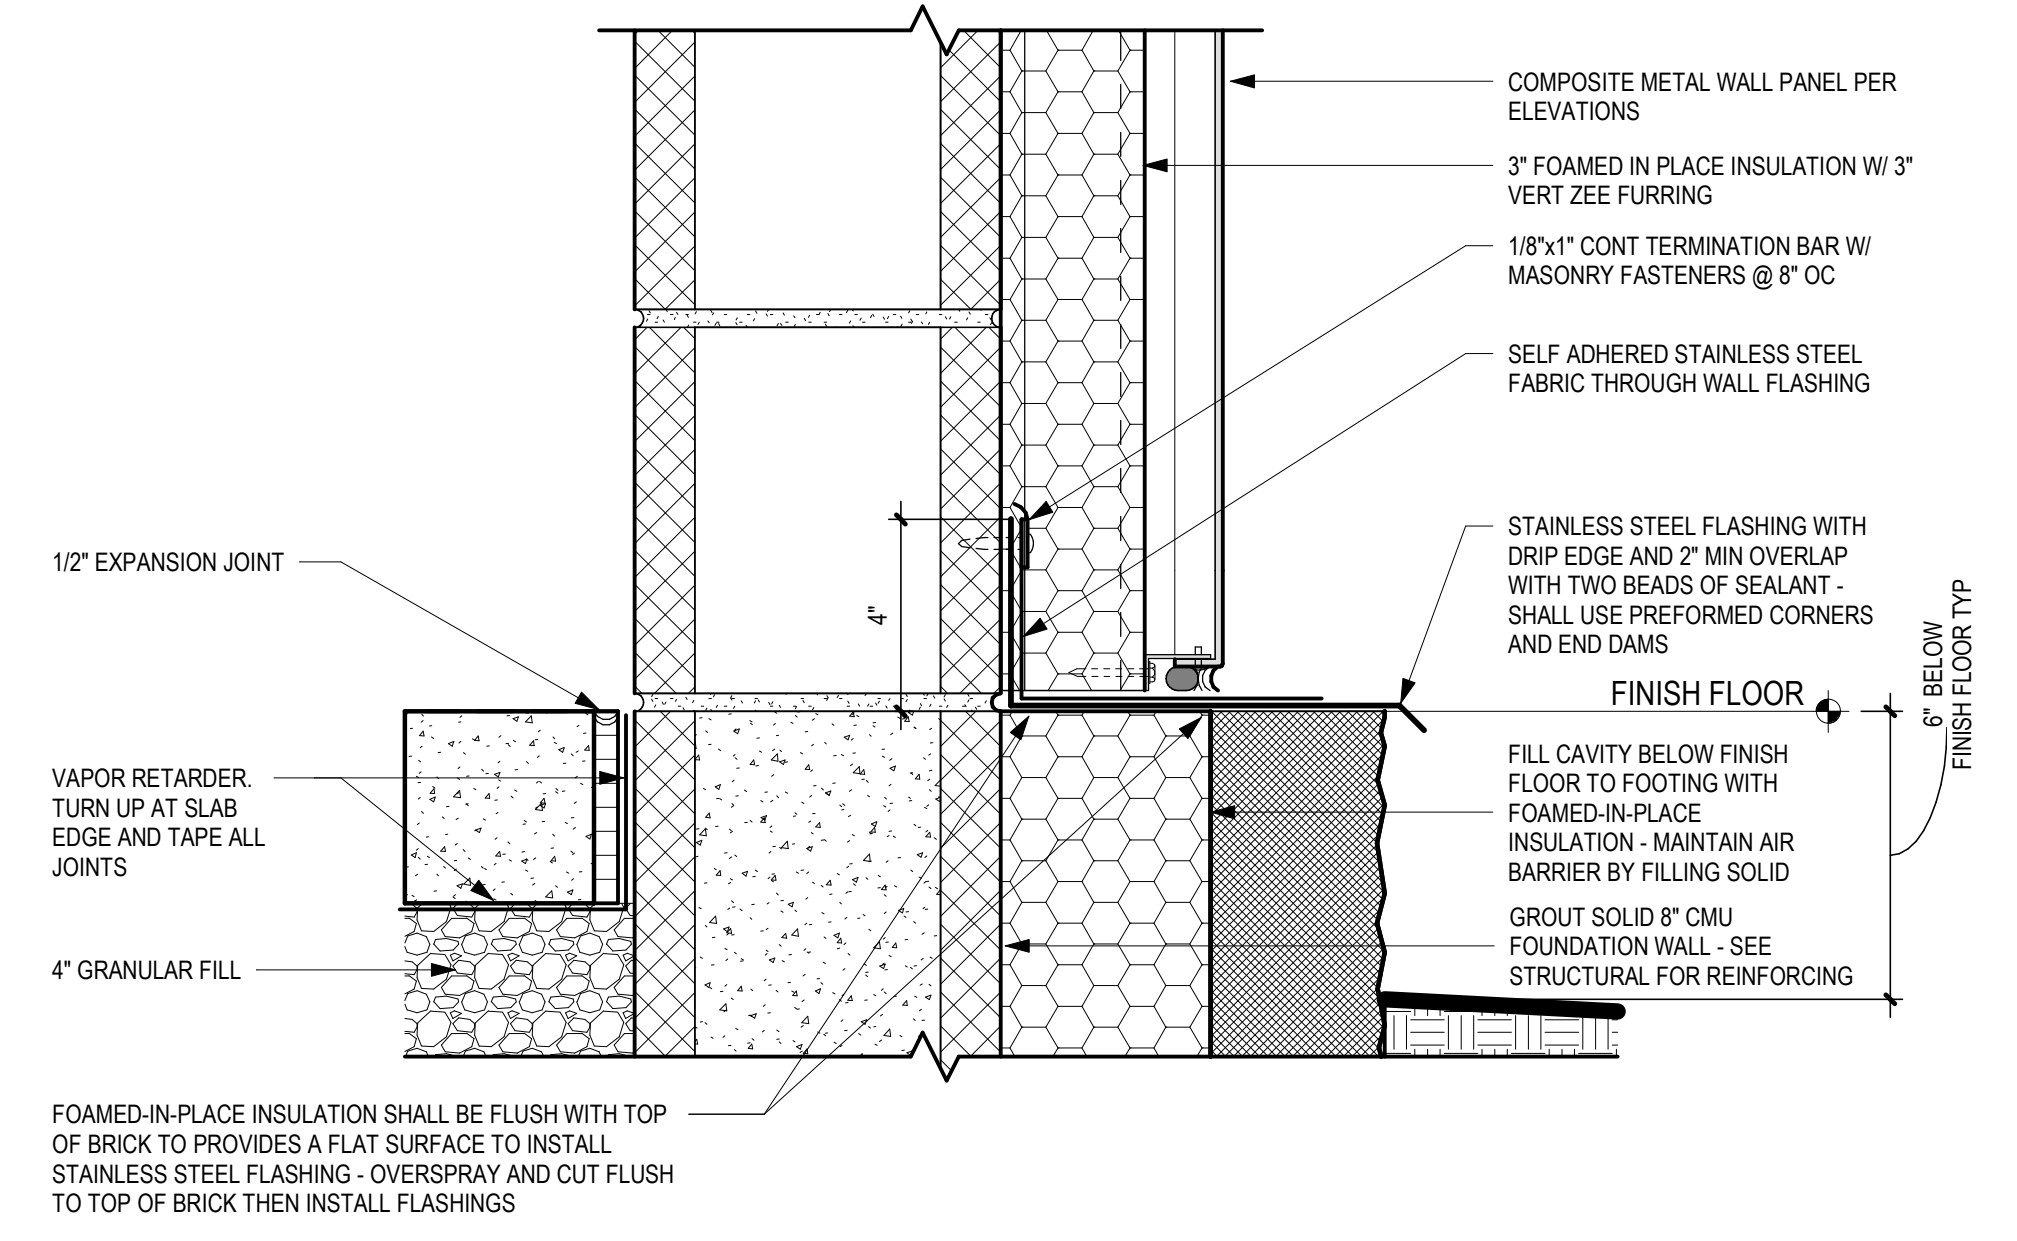 COMPOSITE METAL WALL PANEL PER
ELEVATIONS
3" FOAMED IN PLACE INSULATION W/ 3"
VERT ZEE FURRING
1/8"x1" CONT TERMINATION BAR W/
MASONRY FASTENERS @ 8" OC
SELF ADHERED STAINLESS STEEL
FABRIC THROUGH WALL FLASHING
STAINLESS STEEL FLASHING WITH
DRIP EDGE AND 2" MIN OVERLAP
WITH TWO BEADS OF SEALANT -
SHALL USE PREFORMED CORNERS
AND END DAMS
1/2" EXPANSION JOINT
4"
6" BELOW
FINISH FLOOR TYP
FINISH FLOOR
VAPOR RETARDER.
TURN UP AT SLAB
EDGE AND TAPE ALL
JOINTS
FILL CAVITY BELOW FINISH
FLOOR TO FOOTING WITH
FOAMED-IN-PLACE
INSULATION - MAINTAIN AIR
BARRIER BY FILLING SOLID
GROUT SOLID 8" CMU
FOUNDATION WALL - SEE
STRUCTURAL FOR REINFORCING
4" GRANULAR FILL
FOAMED-IN-PLACE INSULATION SHALL BE FLUSH WITH TOP
OF BRICK TO PROVIDES A FLAT SURFACE TO INSTALL
STAINLESS STEEL FLASHING - OVERSPRAY AND CUT FLUSH
TO TOP OF BRICK THEN INSTALL FLASHINGS